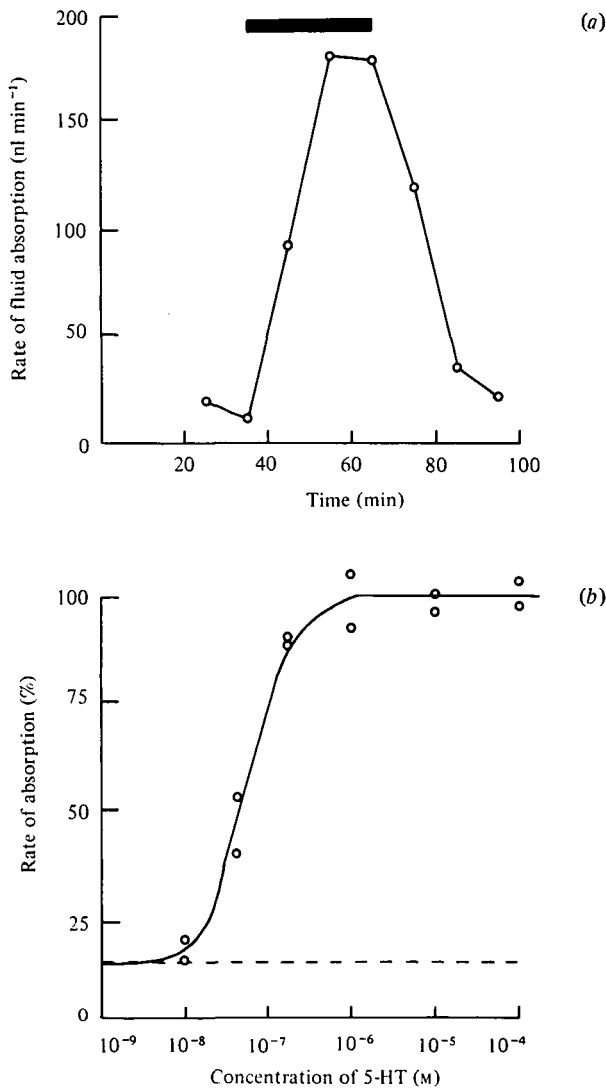 (a)
200
150
100
50
0
Rate of fluid absorption (nl min⁻¹)
20 40 60 80 100
Time (min)
(b)
100
75
50
25
0
Rate of absorption (%)
10⁻⁹ 10⁻⁸ 10⁻⁷ 10⁻⁶ 10⁻⁵ 10⁻⁴
Concentration of 5-HT (M)